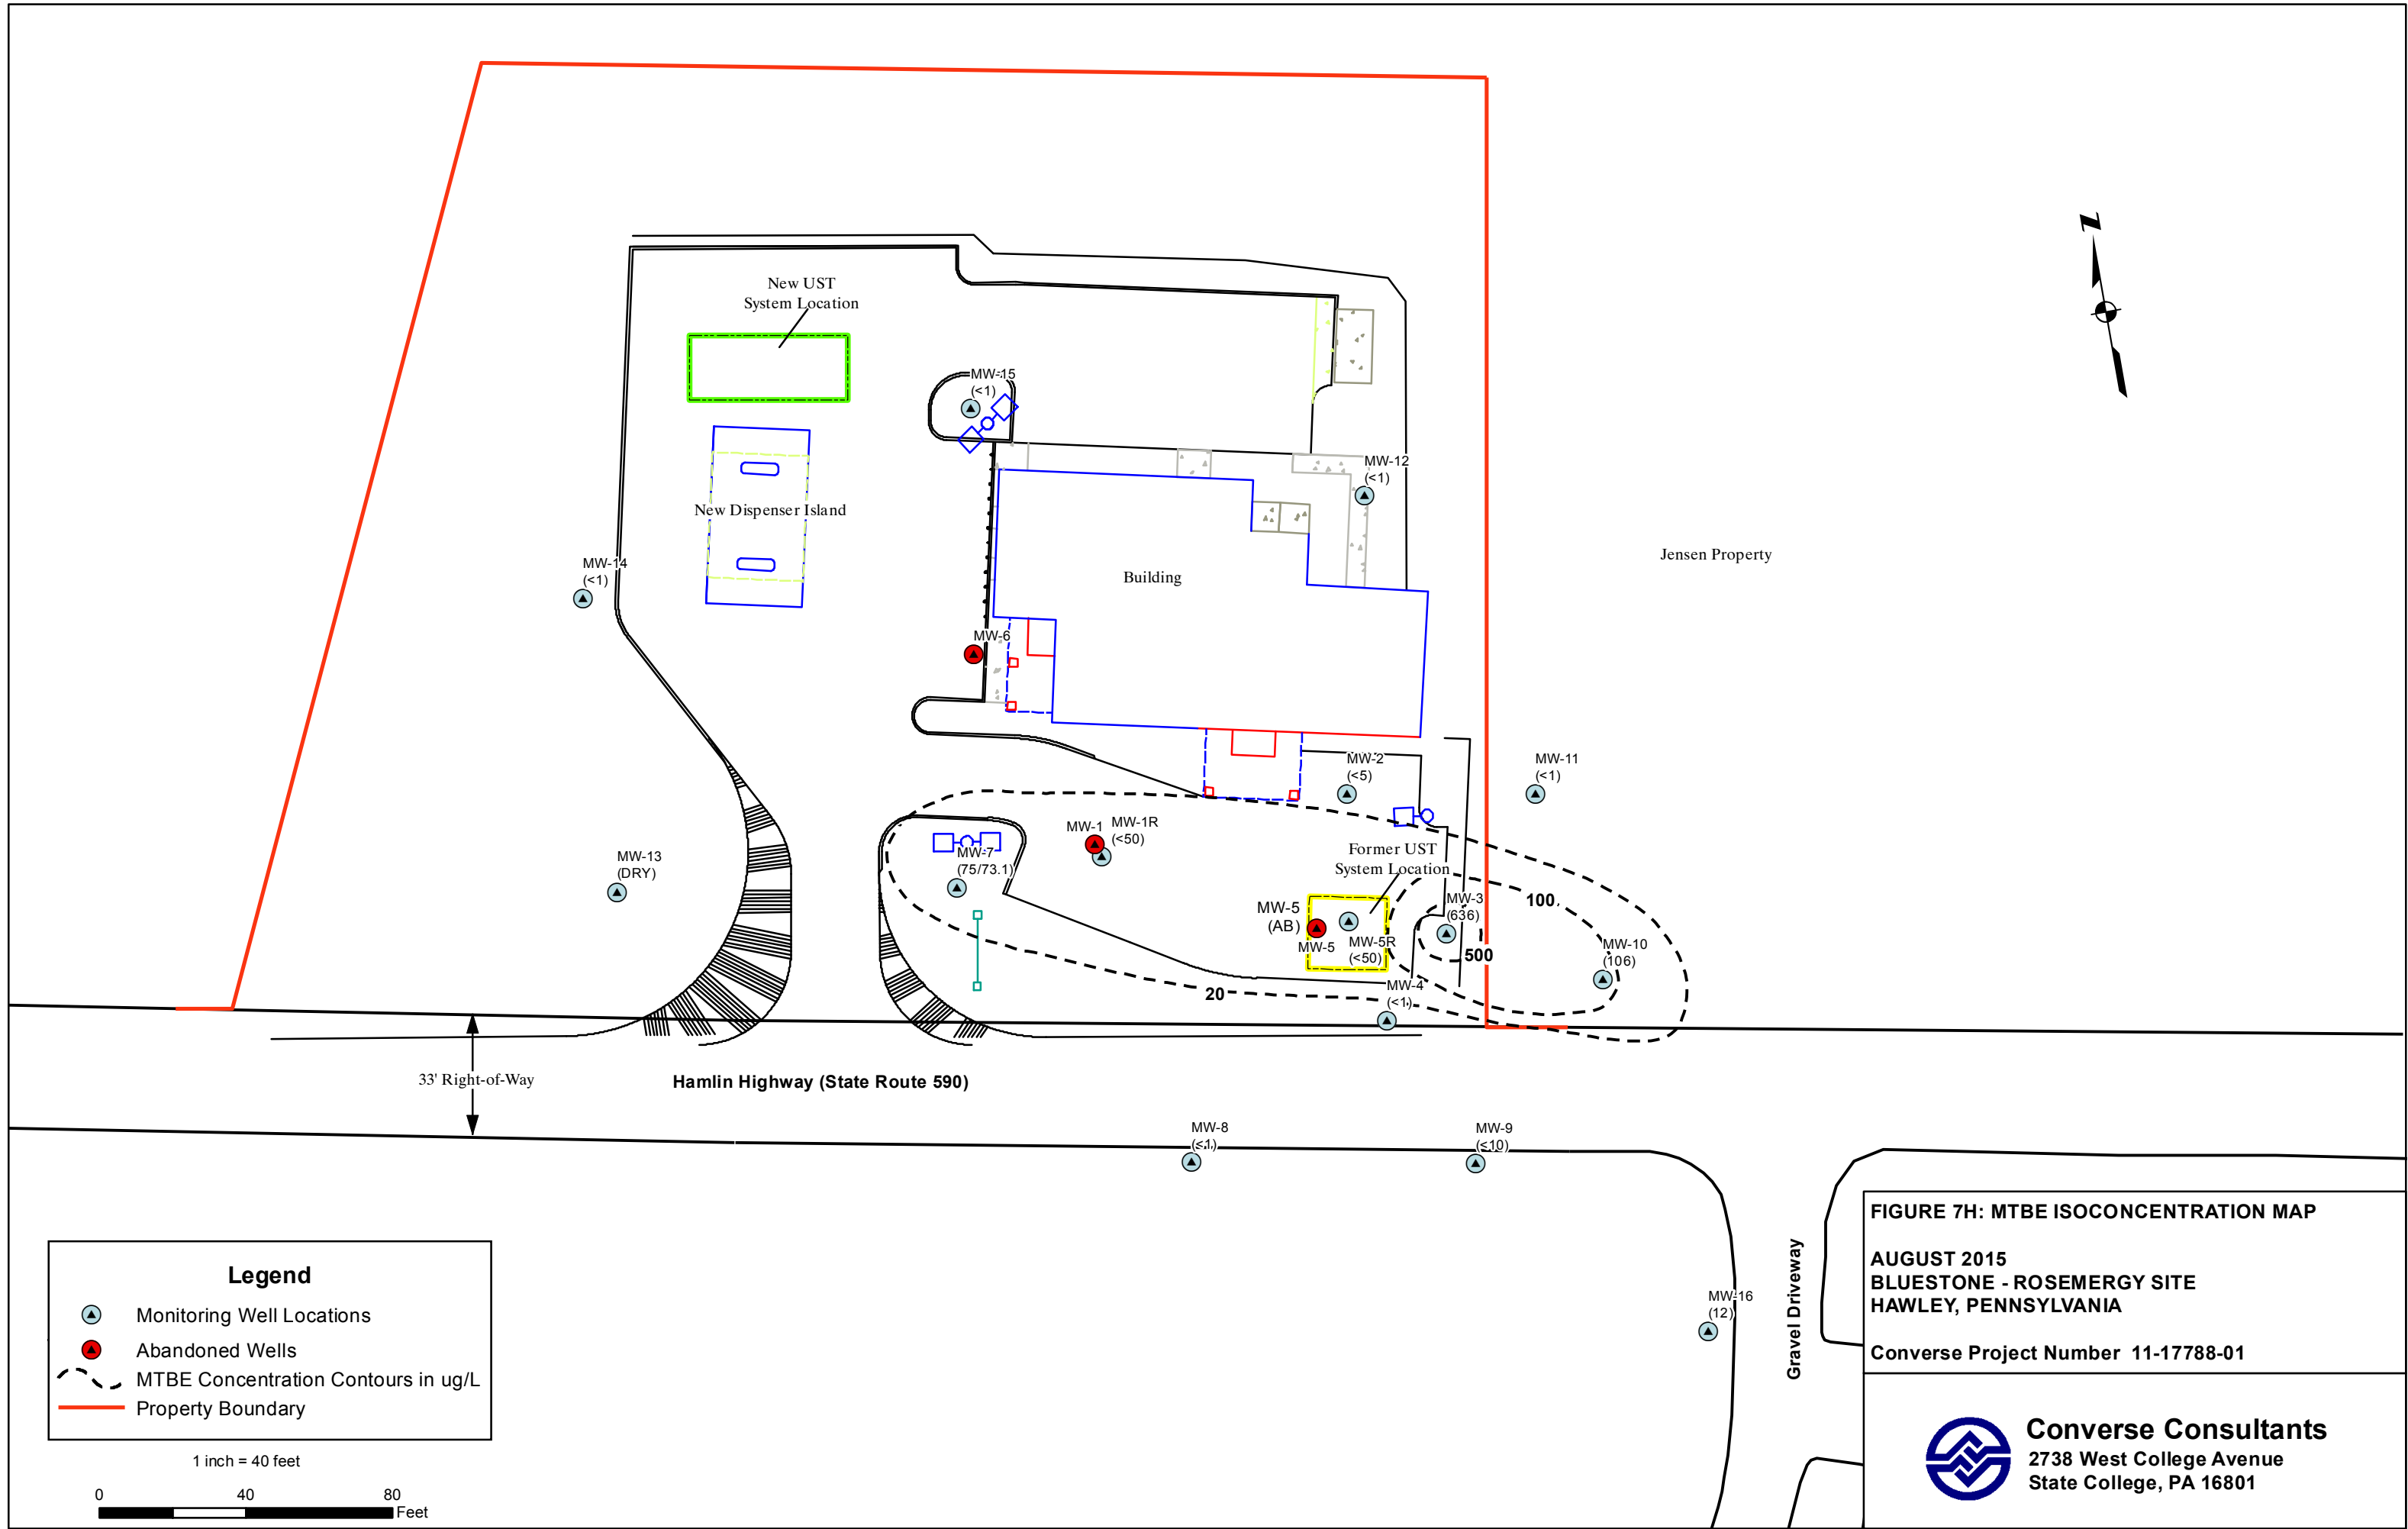 N
New UST
System Location
MW-15
(<1)
MW-12
(<1)
New Dispenser Island
Jensen Property
MW-14
(<1)
Building
MW-6
MW-2
(<5)
MW-11
(<1)
MW-1
MW-1R
(<50)
MW-7
(75/73.1)
MW-13
(DRY)
Former UST
System Location
MW-3
(636)
100
MW-5
(AB)
MW-5
MW-5R
(<50)
500
MW-10
(106)
20
MW-4
(<1)
33' Right-of-Way
Hamlin Highway (State Route 590)
MW-8
(<1)
MW-9
(<10)
MW-16
(12)
Gravel Driveway
Legend
Monitoring Well Locations
Abandoned Wells
MTBE Concentration Contours in ug/L
Property Boundary
1 inch = 40 feet
0 40 80
Feet
FIGURE 7H: MTBE ISOCONCENTRATION MAP
AUGUST 2015
BLUESTONE - ROSEMERGY SITE
HAWLEY, PENNSYLVANIA
Converse Project Number 11-17788-01
Converse Consultants
2738 West College Avenue
State College, PA 16801